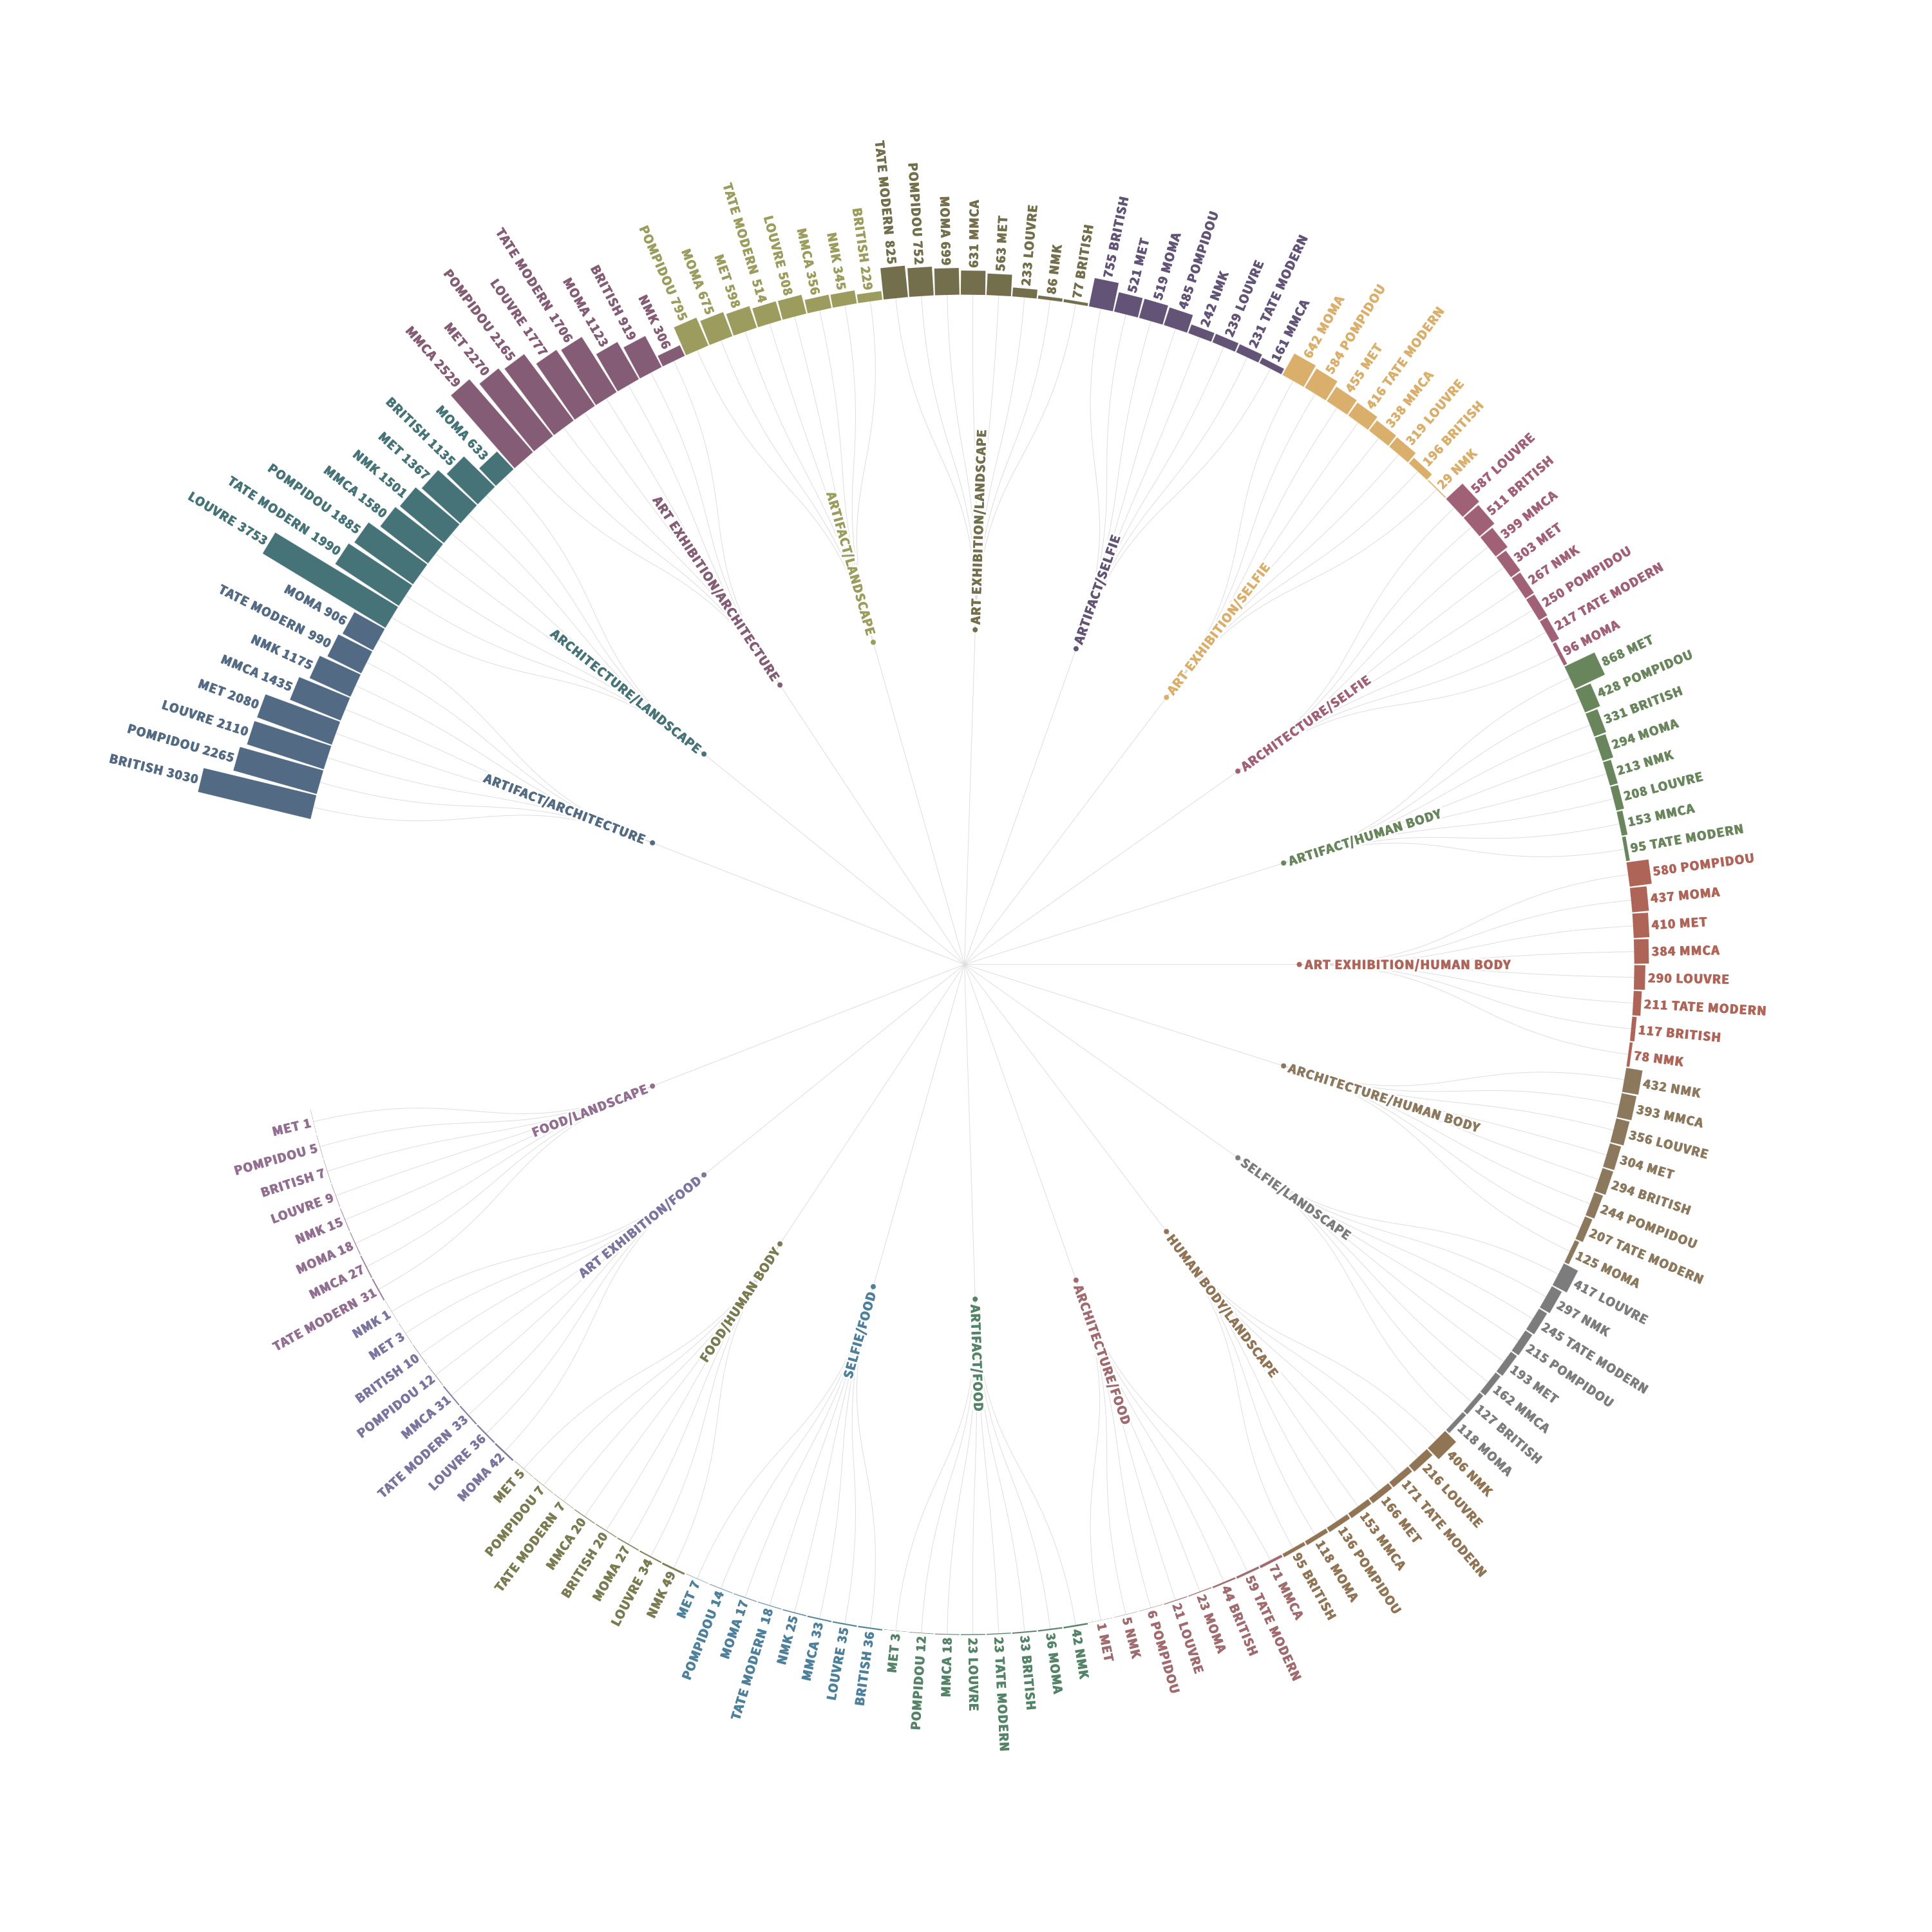 ARTIFACT/ARCHITECTURE
BRITISH 3030
POMPIDOU 2265
LOUVRE 2110
MET 2080
MMCA 1435
NMK 1175
TATE MODERN 990
MOMA 906
ARCHITECTURE/LANDSCAPE
LOUVRE 3753
TATE MODERN 1990
POMPIDOU 1885
MMCA 1580
NMK 1501
MET 1367
BRITISH 1135
MOMA 633
ART EXHIBITION/ARCHITECTURE
MMCA 2529
MET 2270
POMPIDOU 2165
LOUVRE 1777
TATE MODERN 1706
MOMA 1123
BRITISH 919
NMK 306
ARTIFACT/LANDSCAPE
POMPIDOU 795
MOMA 675
MET 598
TATE MODERN 514
LOUVRE 508
MMCA 356
NMK 345
BRITISH 229
ART EXHIBITION/LANDSCAPE
TATE MODERN 825
POMPIDOU 752
MOMA 669
631 MMCA
563 MET
233 LOUVRE
86 NMK
77 BRITISH
ARTIFACT/SELFIE
755 BRITISH
521 MET
519 MOMA
485 POMPIDOU
242 NMK
239 LOUVRE
231 TATE MODERN
161 MMCA
ART EXHIBITION/SELFIE
642 MOMA
584 POMPIDOU
455 MET
416 TATE MODERN
338 MMCA
319 LOUVRE
196 BRITISH
29 NMK
ARCHITECTURE/SELFIE
587 LOUVRE
511 BRITISH
399 MMCA
303 MET
267 NMK
250 POMPIDOU
217 TATE MODERN
96 MOMA
ARTIFACT/HUMAN BODY
868 MET
428 POMPIDOU
331 BRITISH
294 MOMA
213 NMK
208 LOUVRE
153 MMCA
95 TATE MODERN
ART EXHIBITION/HUMAN BODY
580 POMPIDOU
437 MOMA
410 MET
384 MMCA
290 LOUVRE
211 TATE MODERN
117 BRITISH
78 NMK
ARCHITECTURE/HUMAN BODY
432 NMK
393 MMCA
356 LOUVRE
304 MET
294 BRITISH
244 POMPIDOU
207 TATE MODERN
125 MOMA
SELFIE/LANDSCAPE
417 LOUVRE
297 NMK
245 TATE MODERN
215 POMPIDOU
193 MET
162 MMCA
127 BRITISH
118 MOMA
HUMAN BODY/LANDSCAPE
406 NMK
216 LOUVRE
171 TATE MODERN
166 MET
153 MMCA
136 POMPIDOU
118 MOMA
95 BRITISH
ARCHITECTURE/FOOD
71 MMCA
59 TATE MODERN
44 BRITISH
23 MOMA
21 LOUVRE
6 POMPIDOU
5 NMK
1 MET
ARTIFACT/FOOD
42 NMK
36 MOMA
33 BRITISH
23 TATE MODERN
23 LOUVRE
MMCA 18
POMPIDOU 12
MET 3
SELFIE/FOOD
BRITISH 36
LOUVRE 35
MMCA 33
NMK 25
TATE MODERN 18
MOMA 17
POMPIDOU 14
MET 7
FOOD/HUMAN BODY
NMK 49
LOUVRE 34
MOMA 27
BRITISH 20
MMCA 20
TATE MODERN 7
POMPIDOU 7
MET 5
ART EXHIBITION/FOOD
MOMA 42
LOUVRE 36
TATE MODERN 33
MMCA 31
POMPIDOU 12
BRITISH 10
MET 3
NMK 1
FOOD/LANDSCAPE
TATE MODERN 31
MMCA 27
MOMA 18
NMK 15
LOUVRE 9
BRITISH 7
POMPIDOU 5
MET 1